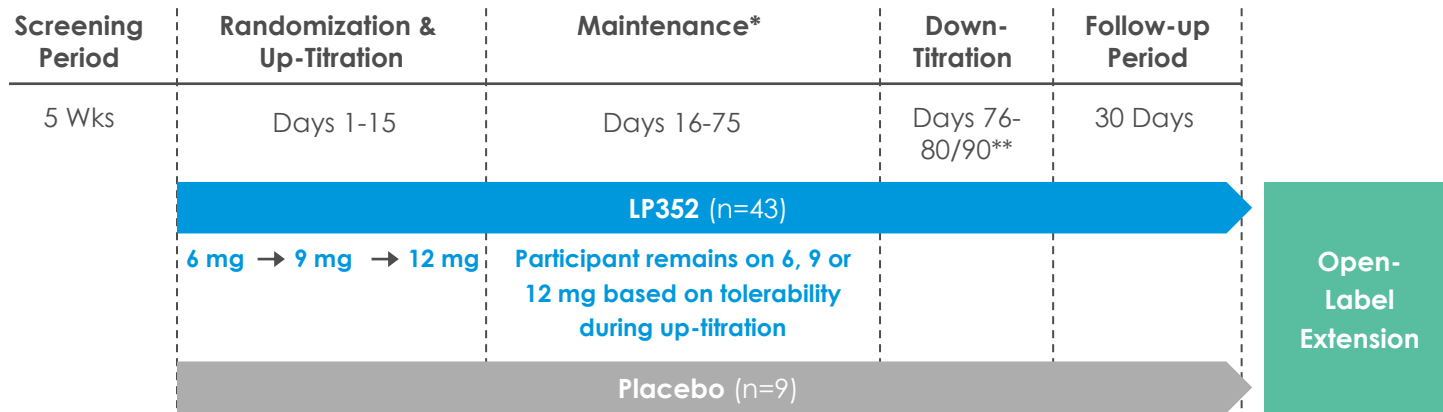 Screening Period
Randomization & Up-Titration
Maintenance*
Down-Titration
Follow-up Period
5 Wks
Days 1-15
Days 16-75
Days 76-80/90**
30 Days
LP352 (n=43)
6 mg → 9 mg → 12 mg
Participant remains on 6, 9 or
12 mg based on tolerability
during up-titration
Open-
Label
Extension
Placebo (n=9)